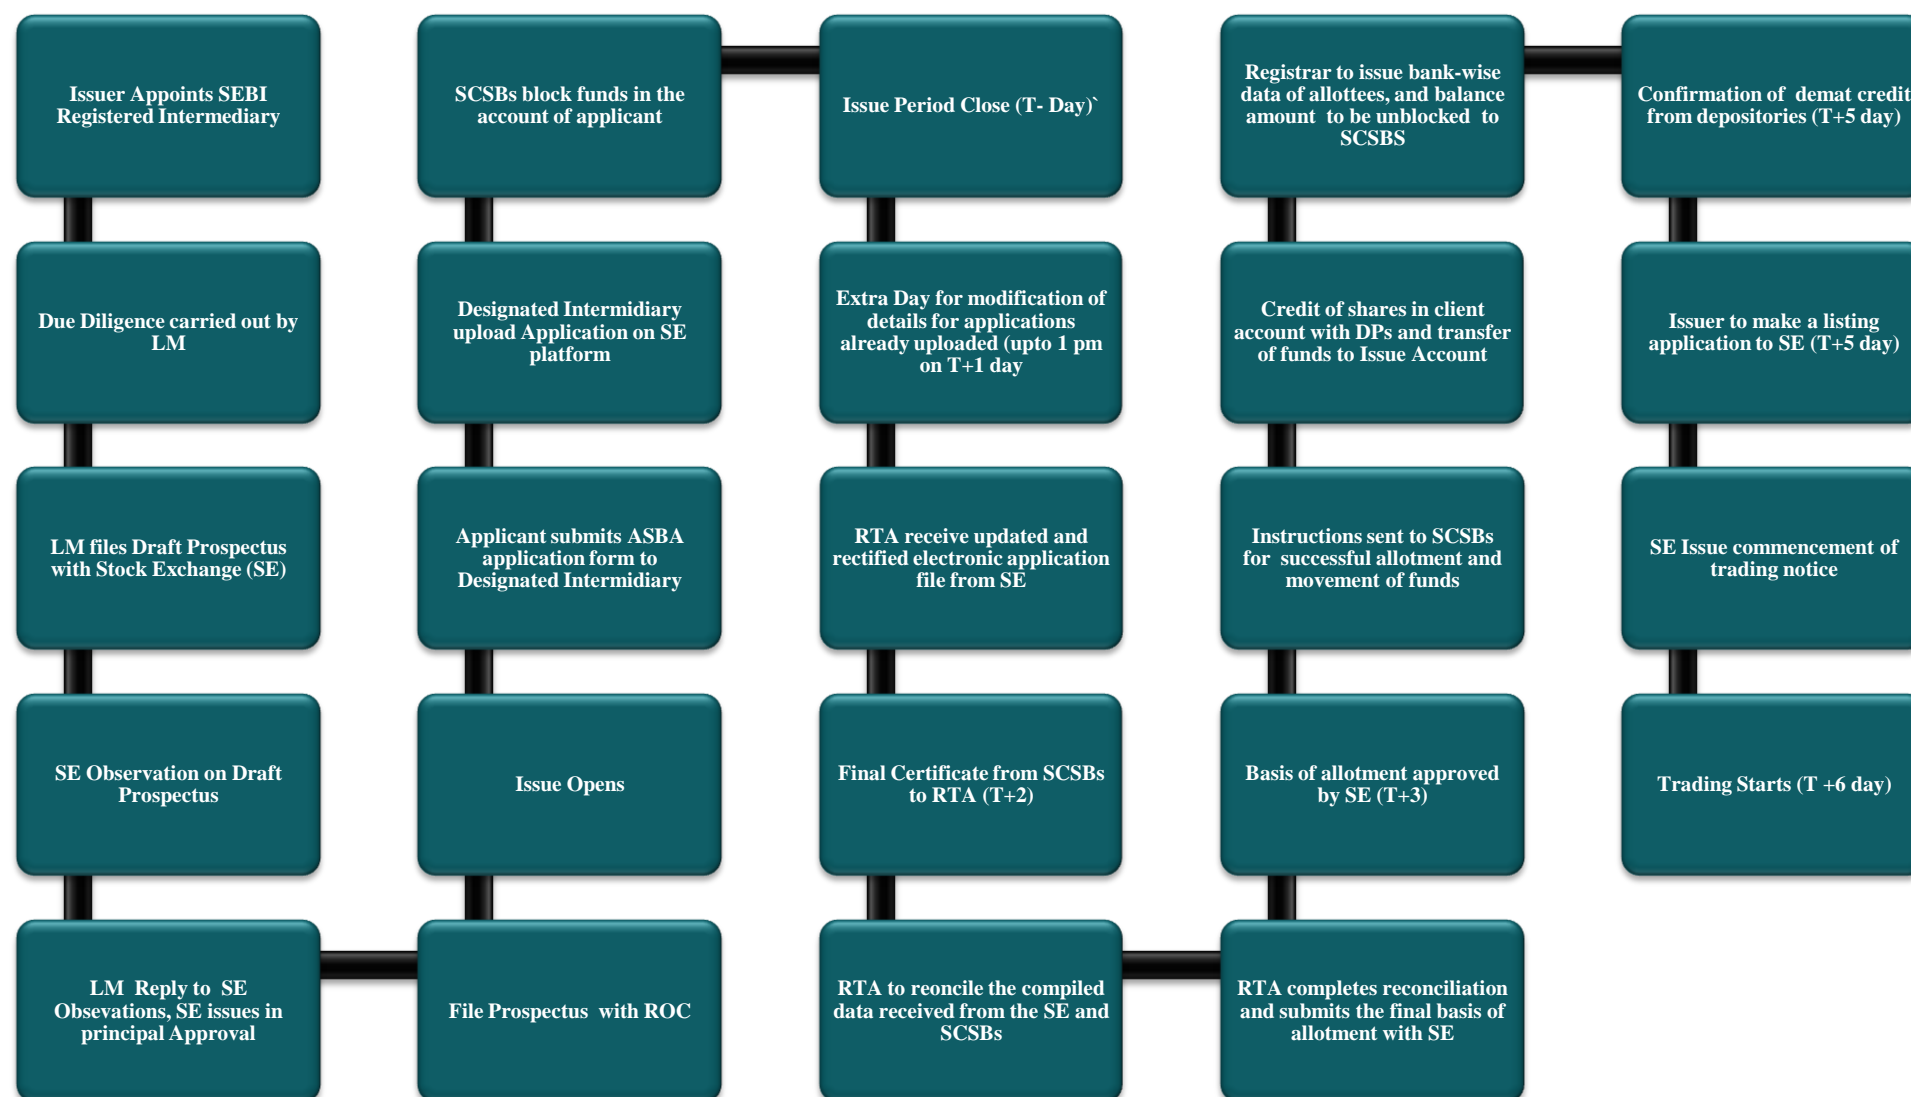 Issuer Appoints SEBI
Registered Intermediary
Due Diligence carried out by
LM
LM files Draft Prospectus
with Stock Exchange (SE)
SE Observation on Draft
Prospectus
LM Reply to SE
Obsevations, SE issues in
principal Approval
File Prospectus with ROC
Issue Opens
Applicant submits ASBA
application form to
Designated Intermidiary
Designated Intermidiary
upload Application on SE
platform
SCSBs block funds in the
account of applicant
Issue Period Close (T- Day)`
Extra Day for modification of
details for applications
already uploaded (upto 1 pm
on T+1 day
RTA receive updated and
rectified electronic application
file from SE
Final Certificate from SCSBs
to RTA (T+2)
RTA to reoncile the compiled
data received from the SE and
SCSBs
RTA completes reconciliation
and submits the final basis of
allotment with SE
Basis of allotment approved
by SE (T+3)
Instructions sent to SCSBs
for successful allotment and
movement of funds
Credit of shares in client
account with DPs and transfer
of funds to Issue Account
Registrar to issue bank-wise
data of allottees, and balance
amount to be unblocked to
SCSBS
Confirmation of demat credit
from depositories (T+5 day)
Issuer to make a listing
application to SE (T+5 day)
SE Issue commencement of
trading notice
Trading Starts (T +6 day)